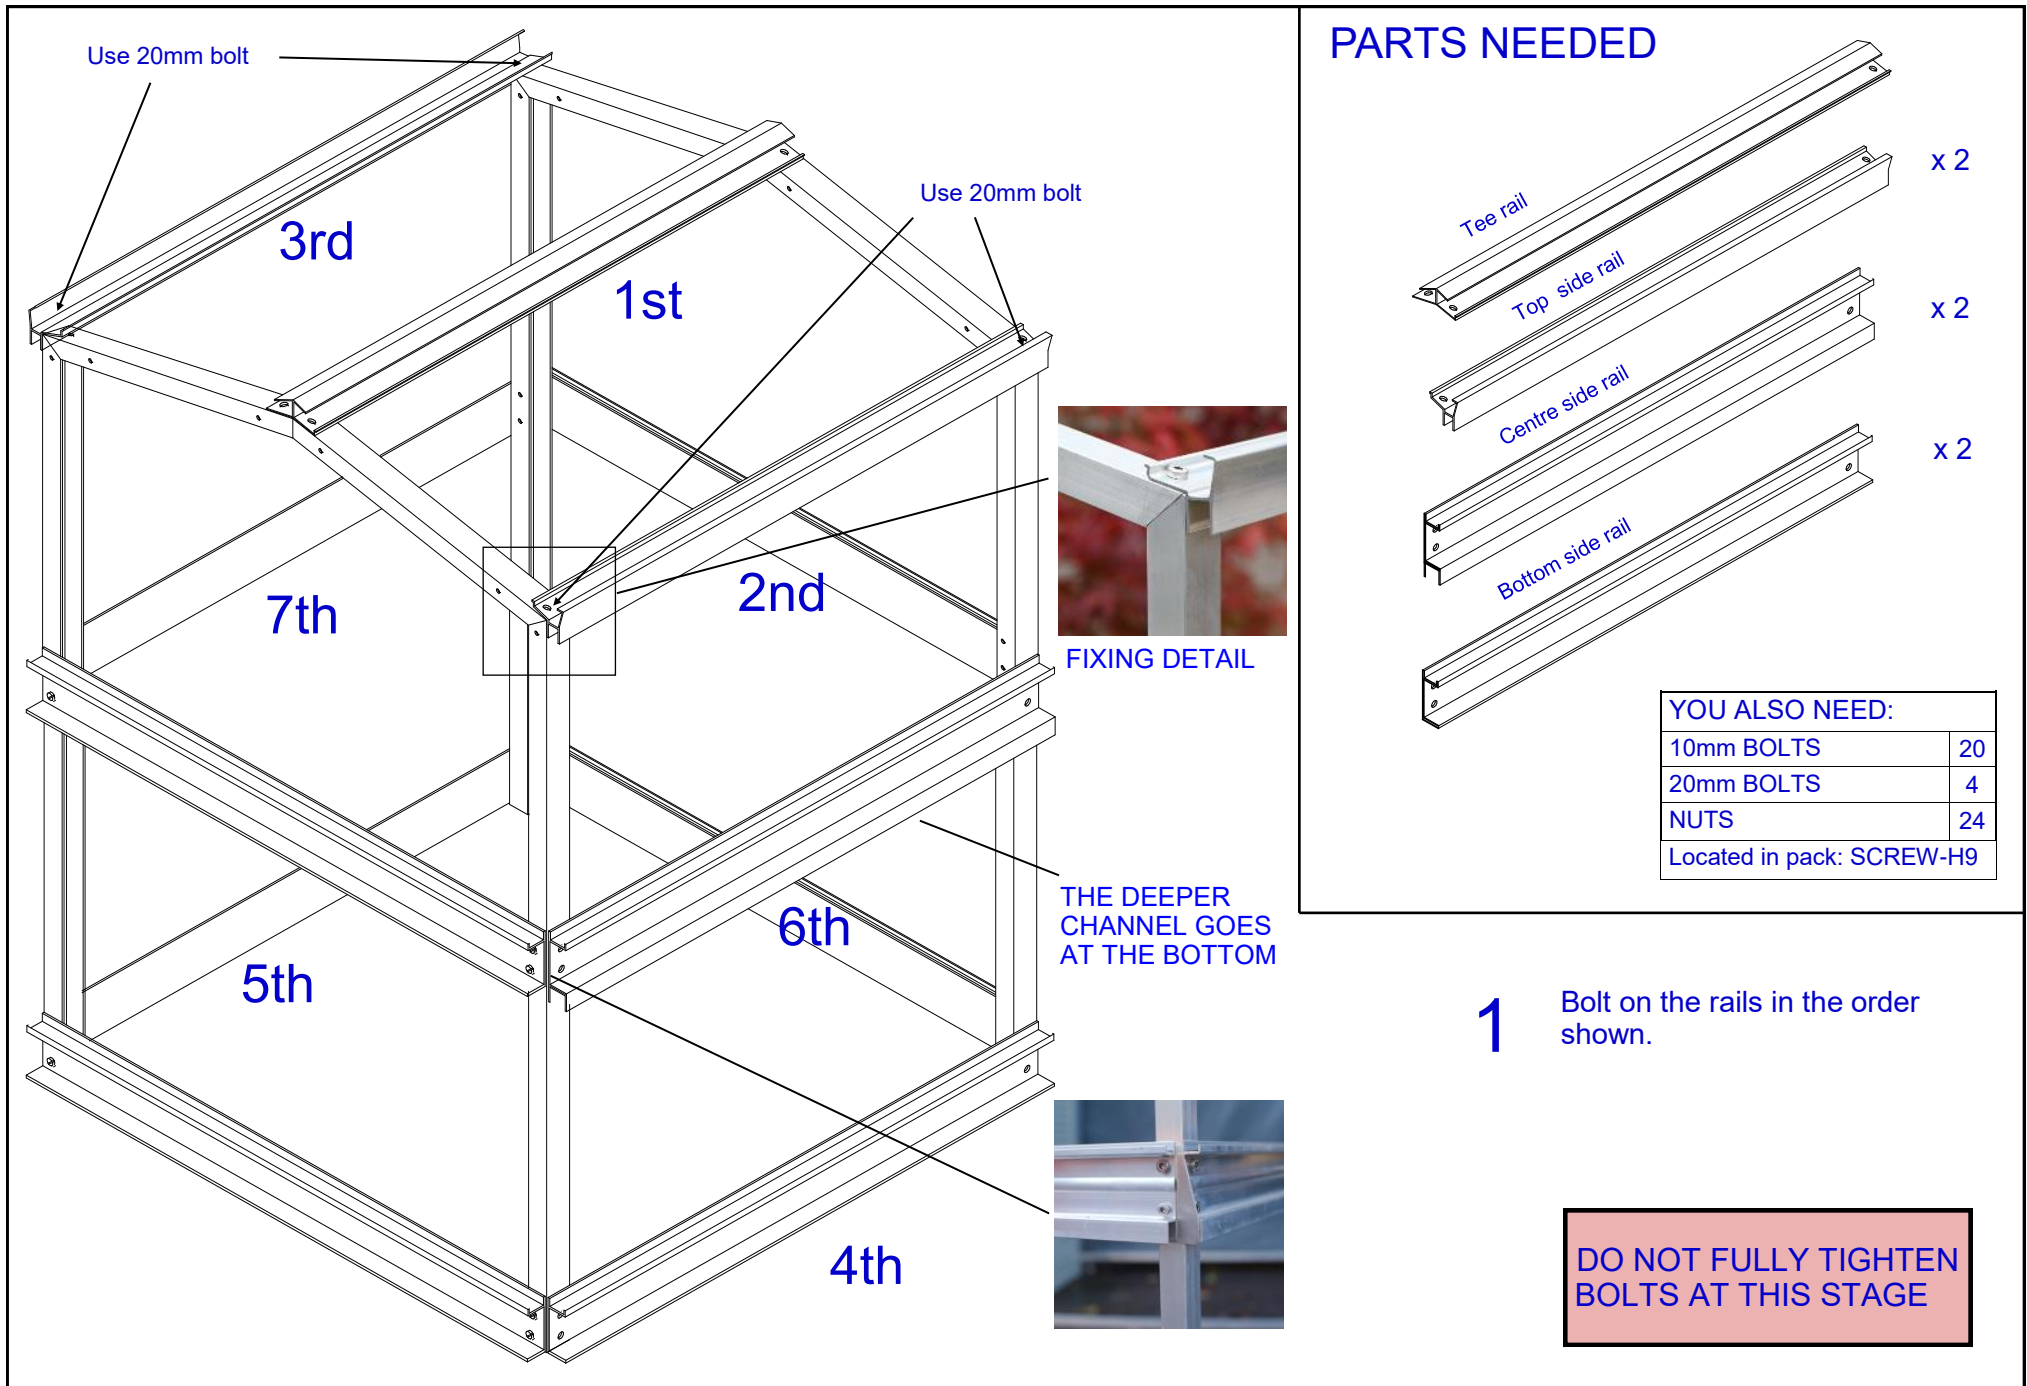 Use 20mm bolt
3rd
1st
Use 20mm bolt
7th
2nd
FIXING DETAIL
5th
6th
THE DEEPER
CHANNEL GOES
AT THE BOTTOM
4th
PARTS NEEDED
Tee rail
x 2
Top side rail
x 2
Centre side rail
x 2
Bottom side rail
YOU ALSO NEED:
10mm BOLTS 20
20mm BOLTS 4
NUTS 24
Located in pack: SCREW-H9
1
Bolt on the rails in the order
shown.
DO NOT FULLY TIGHTEN
BOLTS AT THIS STAGE